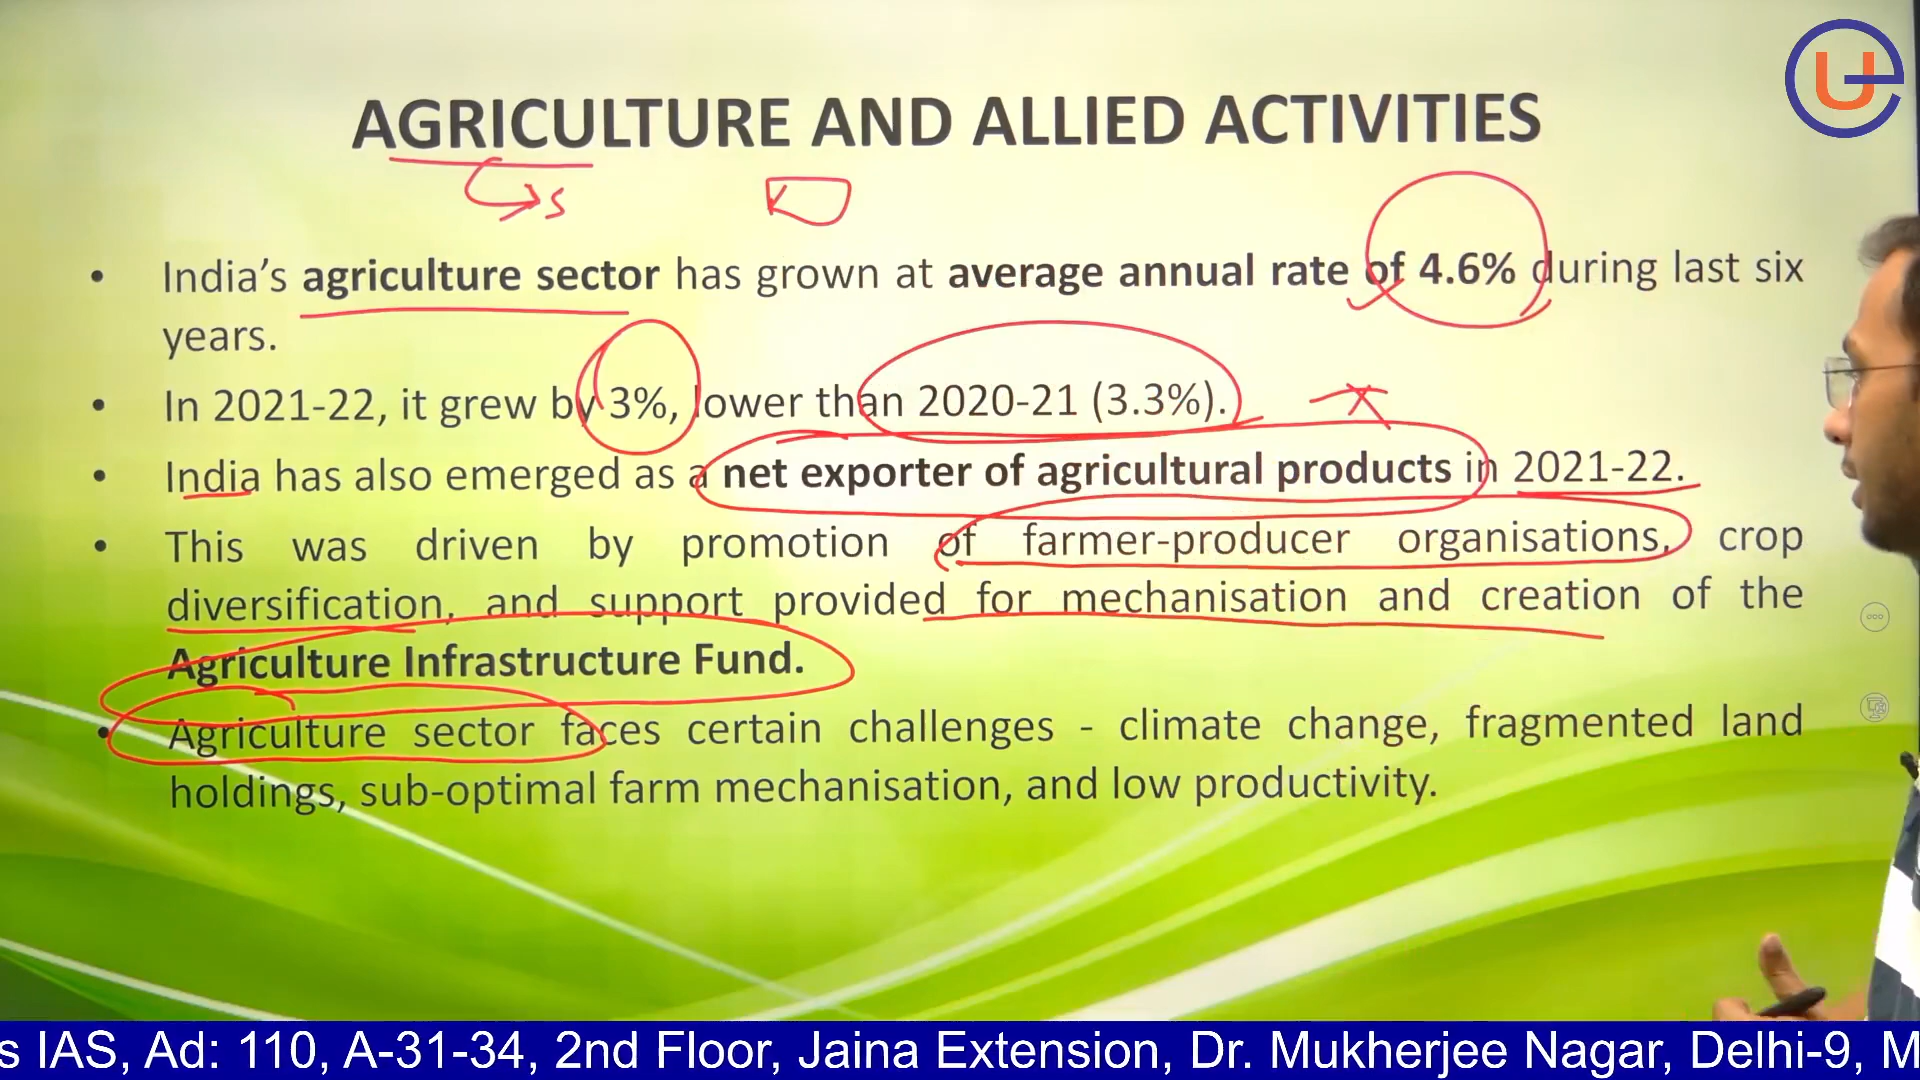 AGRICULTURE AND ALLIED ACTIVITIES
s
• India's agriculture sector has grown at average annual rate of 4.6% during last six
years.
• In 2021-22, it grew by 3%, lower than 2020-21 (3.3%).
• India has also emerged as a net exporter of agricultural products in 2021-22.
• This was driven by promotion of farmer-producer organisations, crop
diversification, and support provided for mechanisation and creation of the
Agriculture Infrastructure Fund.
• Agriculture sector faces certain challenges - climate change, fragmented land
holdings, sub-optimal farm mechanisation, and low productivity.
s IAS, Ad: 110, A-31-34, 2nd Floor, Jaina Extension, Dr. Mukherjee Nagar, Delhi-9, M